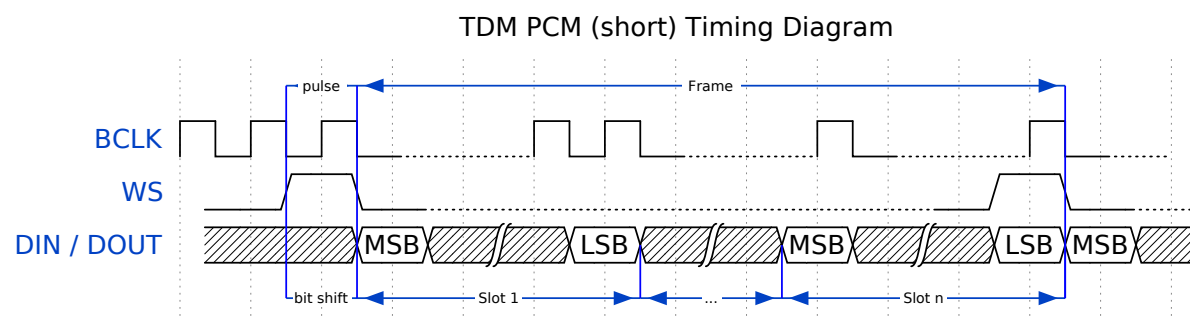 TDM PCM (short) Timing Diagram
pulse
Frame
BCLK
WS
DIN / DOUT
MSB
LSB
MSB
LSB
MSB
bit shift
Slot 1
...
Slot n